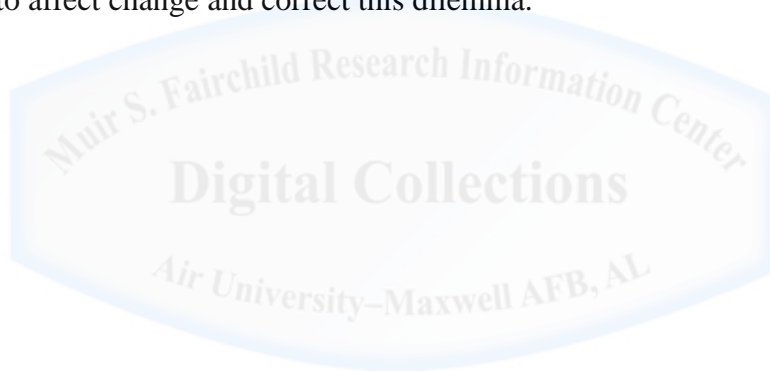 to affect change and correct this dilemma.
Muir S. Fairchild Research Information Center
Digital Collections
Air University–Maxwell AFB, AL